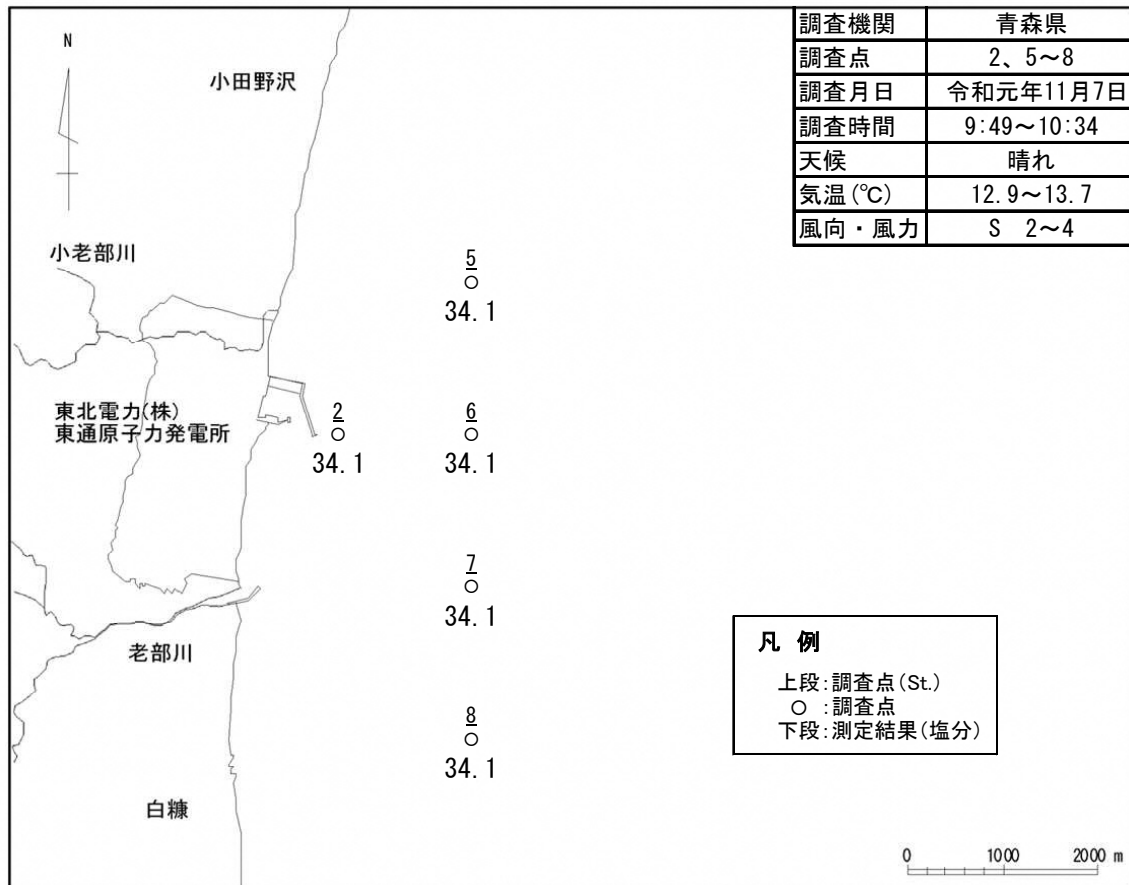 調査機関 青森県
調査点 2、5～8
調査月日 令和元年11月7日
調査時間 9:49～10:34
天候 晴れ
気温(℃) 12.9～13.7
風向・風力 S 2～4
N
小田野沢
小老部川
5
34.1
東北電力(株)
東通原子力発電所
2
34.1
6
34.1
7
34.1
老部川
8
34.1
白糠
凡 例
上段:調査点(St.)
○ :調査点
下段:測定結果(塩分)
0 1000 2000 m